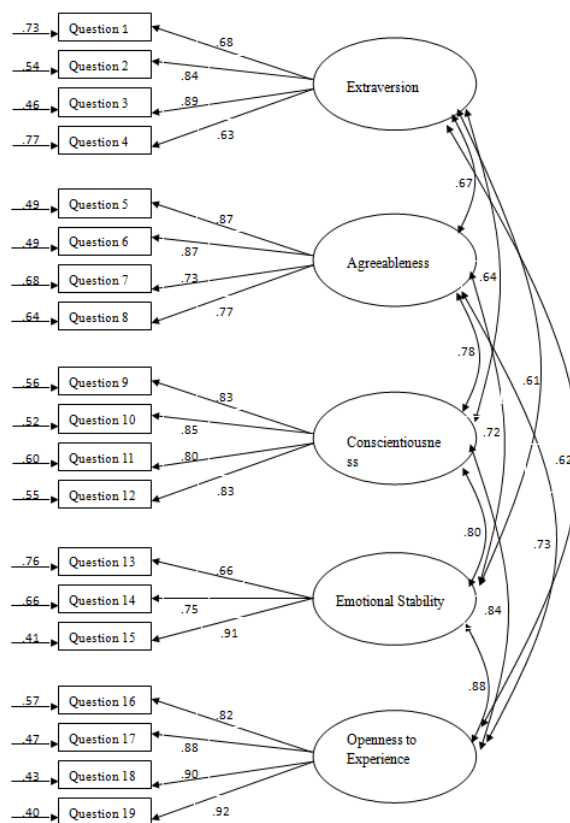 .73 Question 1
.68
.54 Question 2
.84
.46 Question 3
.89
.77 Question 4
.63
Extraversion
.67
.49 Question 5
.87
.49 Question 6
.87
.68 Question 7
.73
.64 Question 8
.77
Agreeableness
.64
.78
.56 Question 9
.83
.52 Question 10
.85
.60 Question 11
.80
.55 Question 12
.83
Conscientiousne
ss
.61
.72
.62
.80
.73
.76 Question 13
.66
.66 Question 14
.75
.41 Question 15
.91
Emotional Stability
.84
.88
.57 Question 16
.82
.47 Question 17
.88
.43 Question 18
.90
.40 Question 19
.92
Openness to
Experience